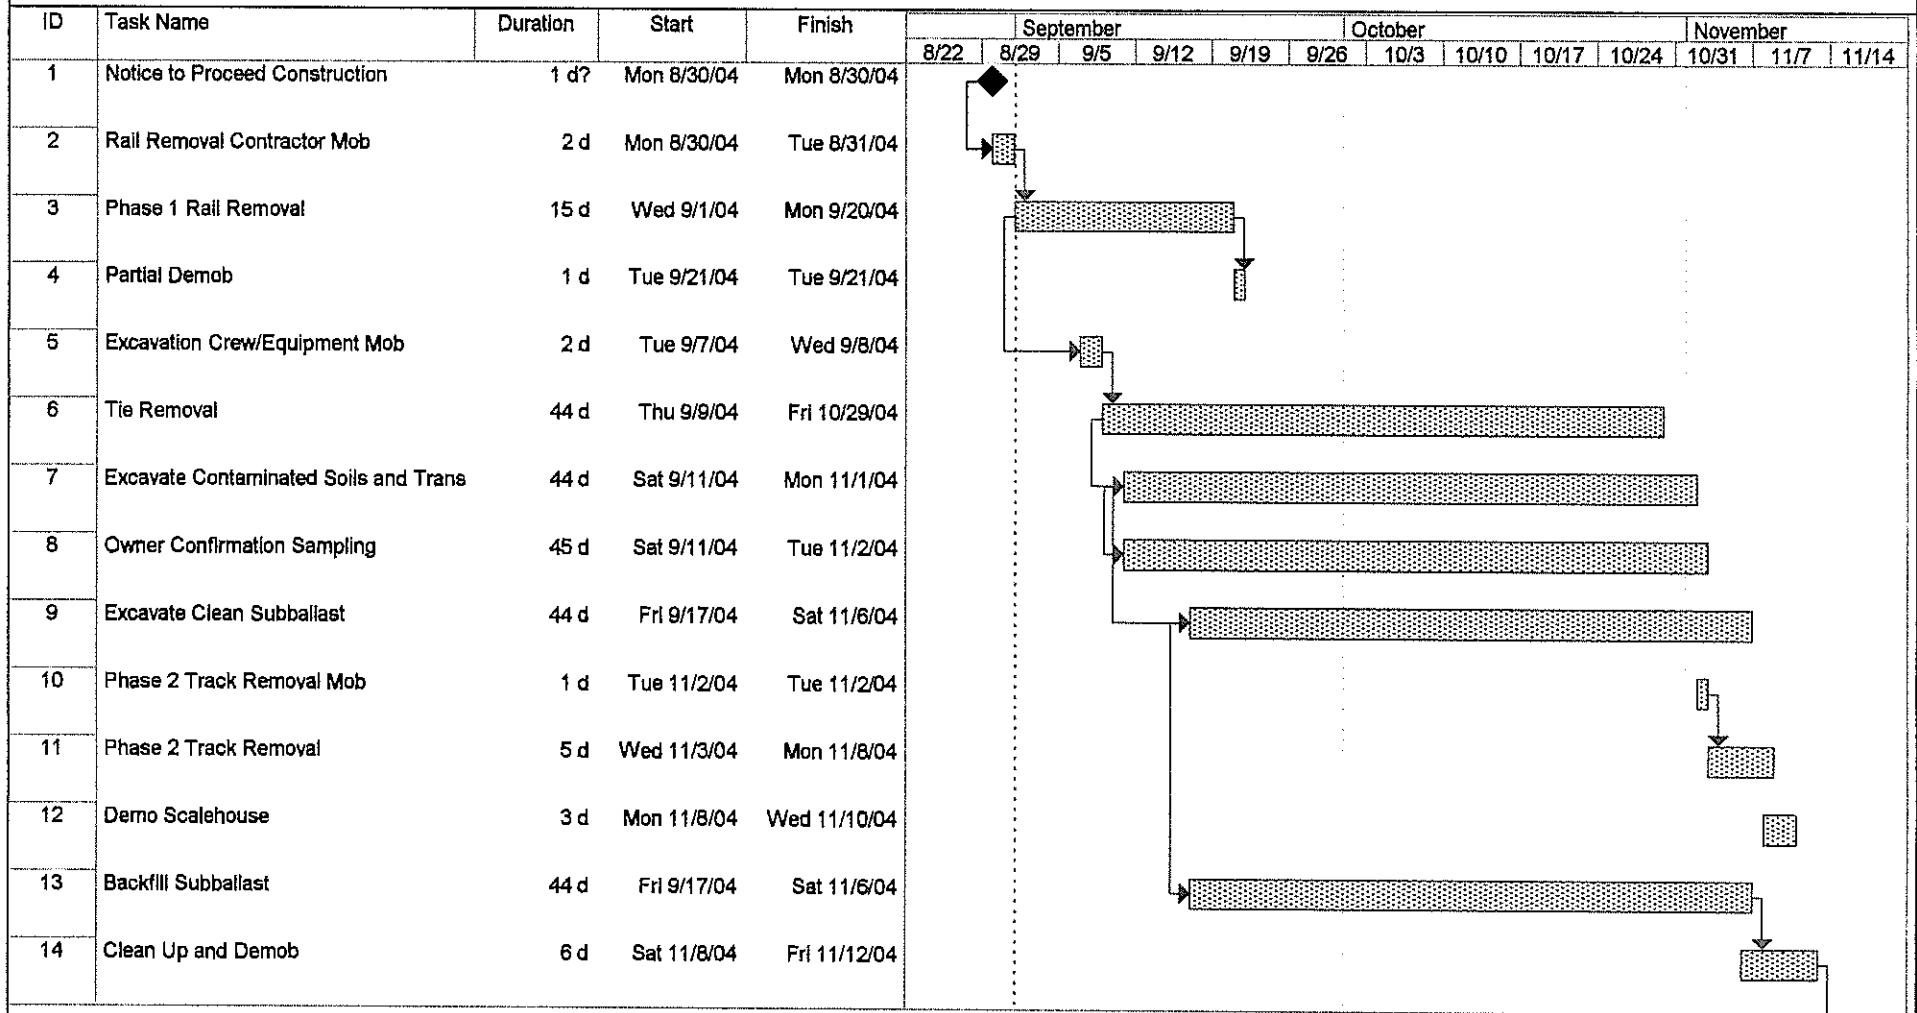 ID Task Name Duration Start Finish September October November
8/22 8/29 9/5 9/12 9/19 9/26 10/3 10/10 10/17 10/24 10/31 11/7 11/14
1 Notice to Proceed Construction 1 d? Mon 8/30/04 Mon 8/30/04
2 Rail Removal Contractor Mob 2 d Mon 8/30/04 Tue 8/31/04
3 Phase 1 Rail Removal 15 d Wed 9/1/04 Mon 9/20/04
4 Partial Demob 1 d Tue 9/21/04 Tue 9/21/04
5 Excavation Crew/Equipment Mob 2 d Tue 9/7/04 Wed 9/8/04
6 Tie Removal 44 d Thu 9/9/04 Fri 10/29/04
7 Excavate Contaminated Soils and Trans 44 d Sat 9/11/04 Mon 11/1/04
8 Owner Confirmation Sampling 45 d Sat 9/11/04 Tue 11/2/04
9 Excavate Clean Subballast 44 d Fri 9/17/04 Sat 11/6/04
10 Phase 2 Track Removal Mob 1 d Tue 11/2/04 Tue 11/2/04
11 Phase 2 Track Removal 5 d Wed 11/3/04 Mon 11/8/04
12 Demo Scalehouse 3 d Mon 11/8/04 Wed 11/10/04
13 Backfill Subballast 44 d Fri 9/17/04 Sat 11/6/04
14 Clean Up and Demob 6 d Sat 11/8/04 Fri 11/12/04